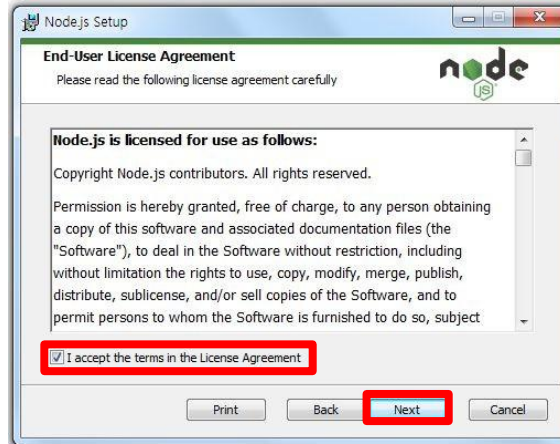 Node.js Setup
End-User License Agreement
Please read the following license agreement carefully
node
JS
Node.js is licensed for use as follows:
Copyright Node.js contributors. All rights reserved.
Permission is hereby granted, free of charge, to any person obtaining
a copy of this software and associated documentation files (the
"Software"), to deal in the Software without restriction, including
without limitation the rights to use, copy, modify, merge, publish,
distribute, sublicense, and/or sell copies of the Software, and to
permit persons to whom the Software is furnished to do so, subject
I accept the terms in the License Agreement
Print Back Next Cancel